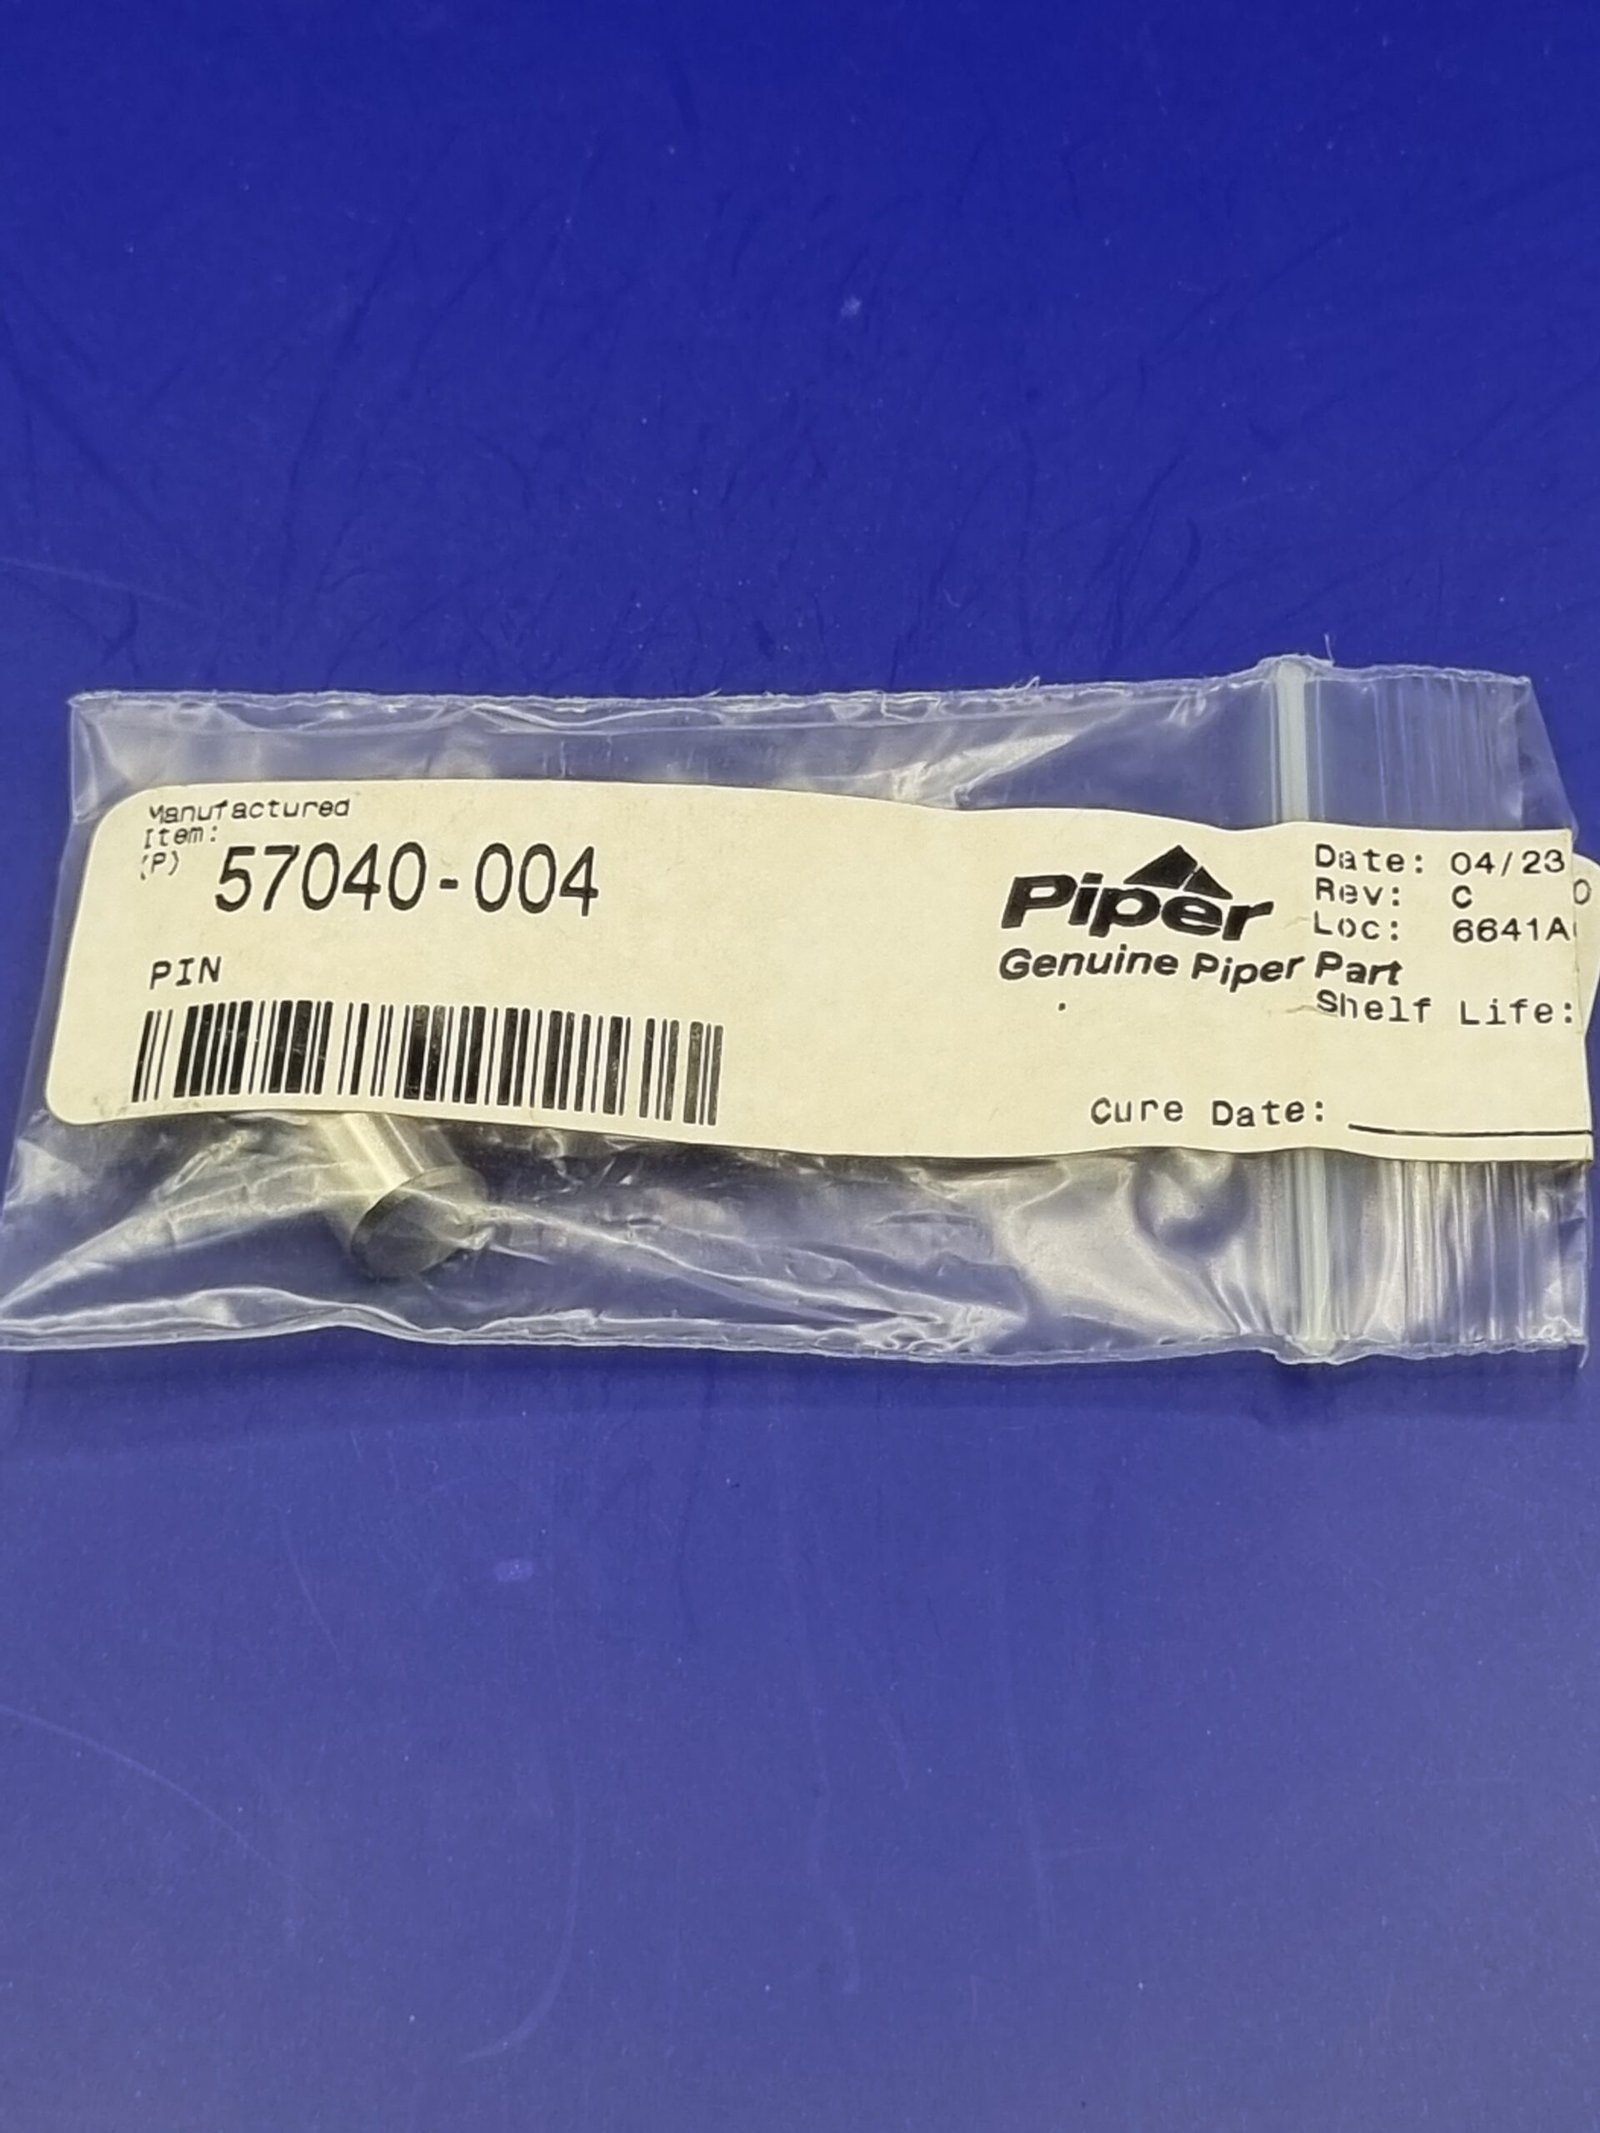 Manufactured
Item:
(P) 57040-004
PIN
Piper
Genuine Piper Part
Date: 04/23
Rev: C
Loc: 6641A
Shelf Life:
Cure Date: